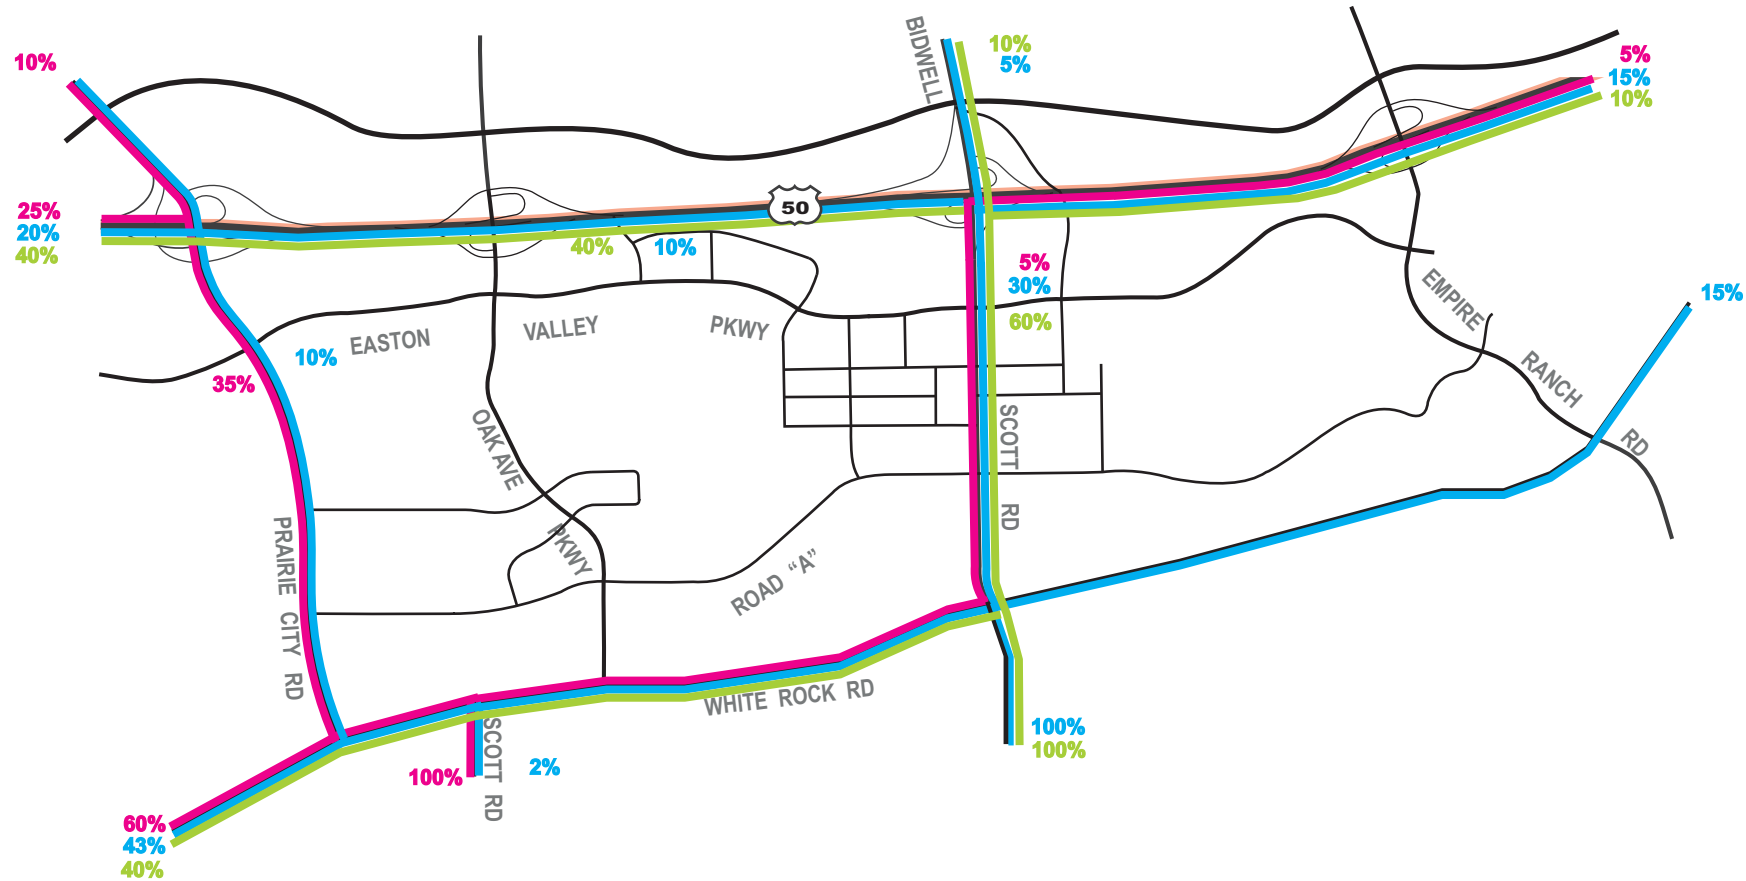 BIDWELL
10%
5%
10%
5%
15%
10%
25%
20%
40%
50
40%
10%
5%
30%
60%
EMPIRE
RANCH
RD
15%
EASTON VALLEY PKWY
10%
35%
OAK AVE
PKWY
SCOTT RD
PRAIRIE CITY RD
ROAD "A"
WHITE ROCK RD
SCOTT RD
100%
2%
100%
100%
60%
43%
40%